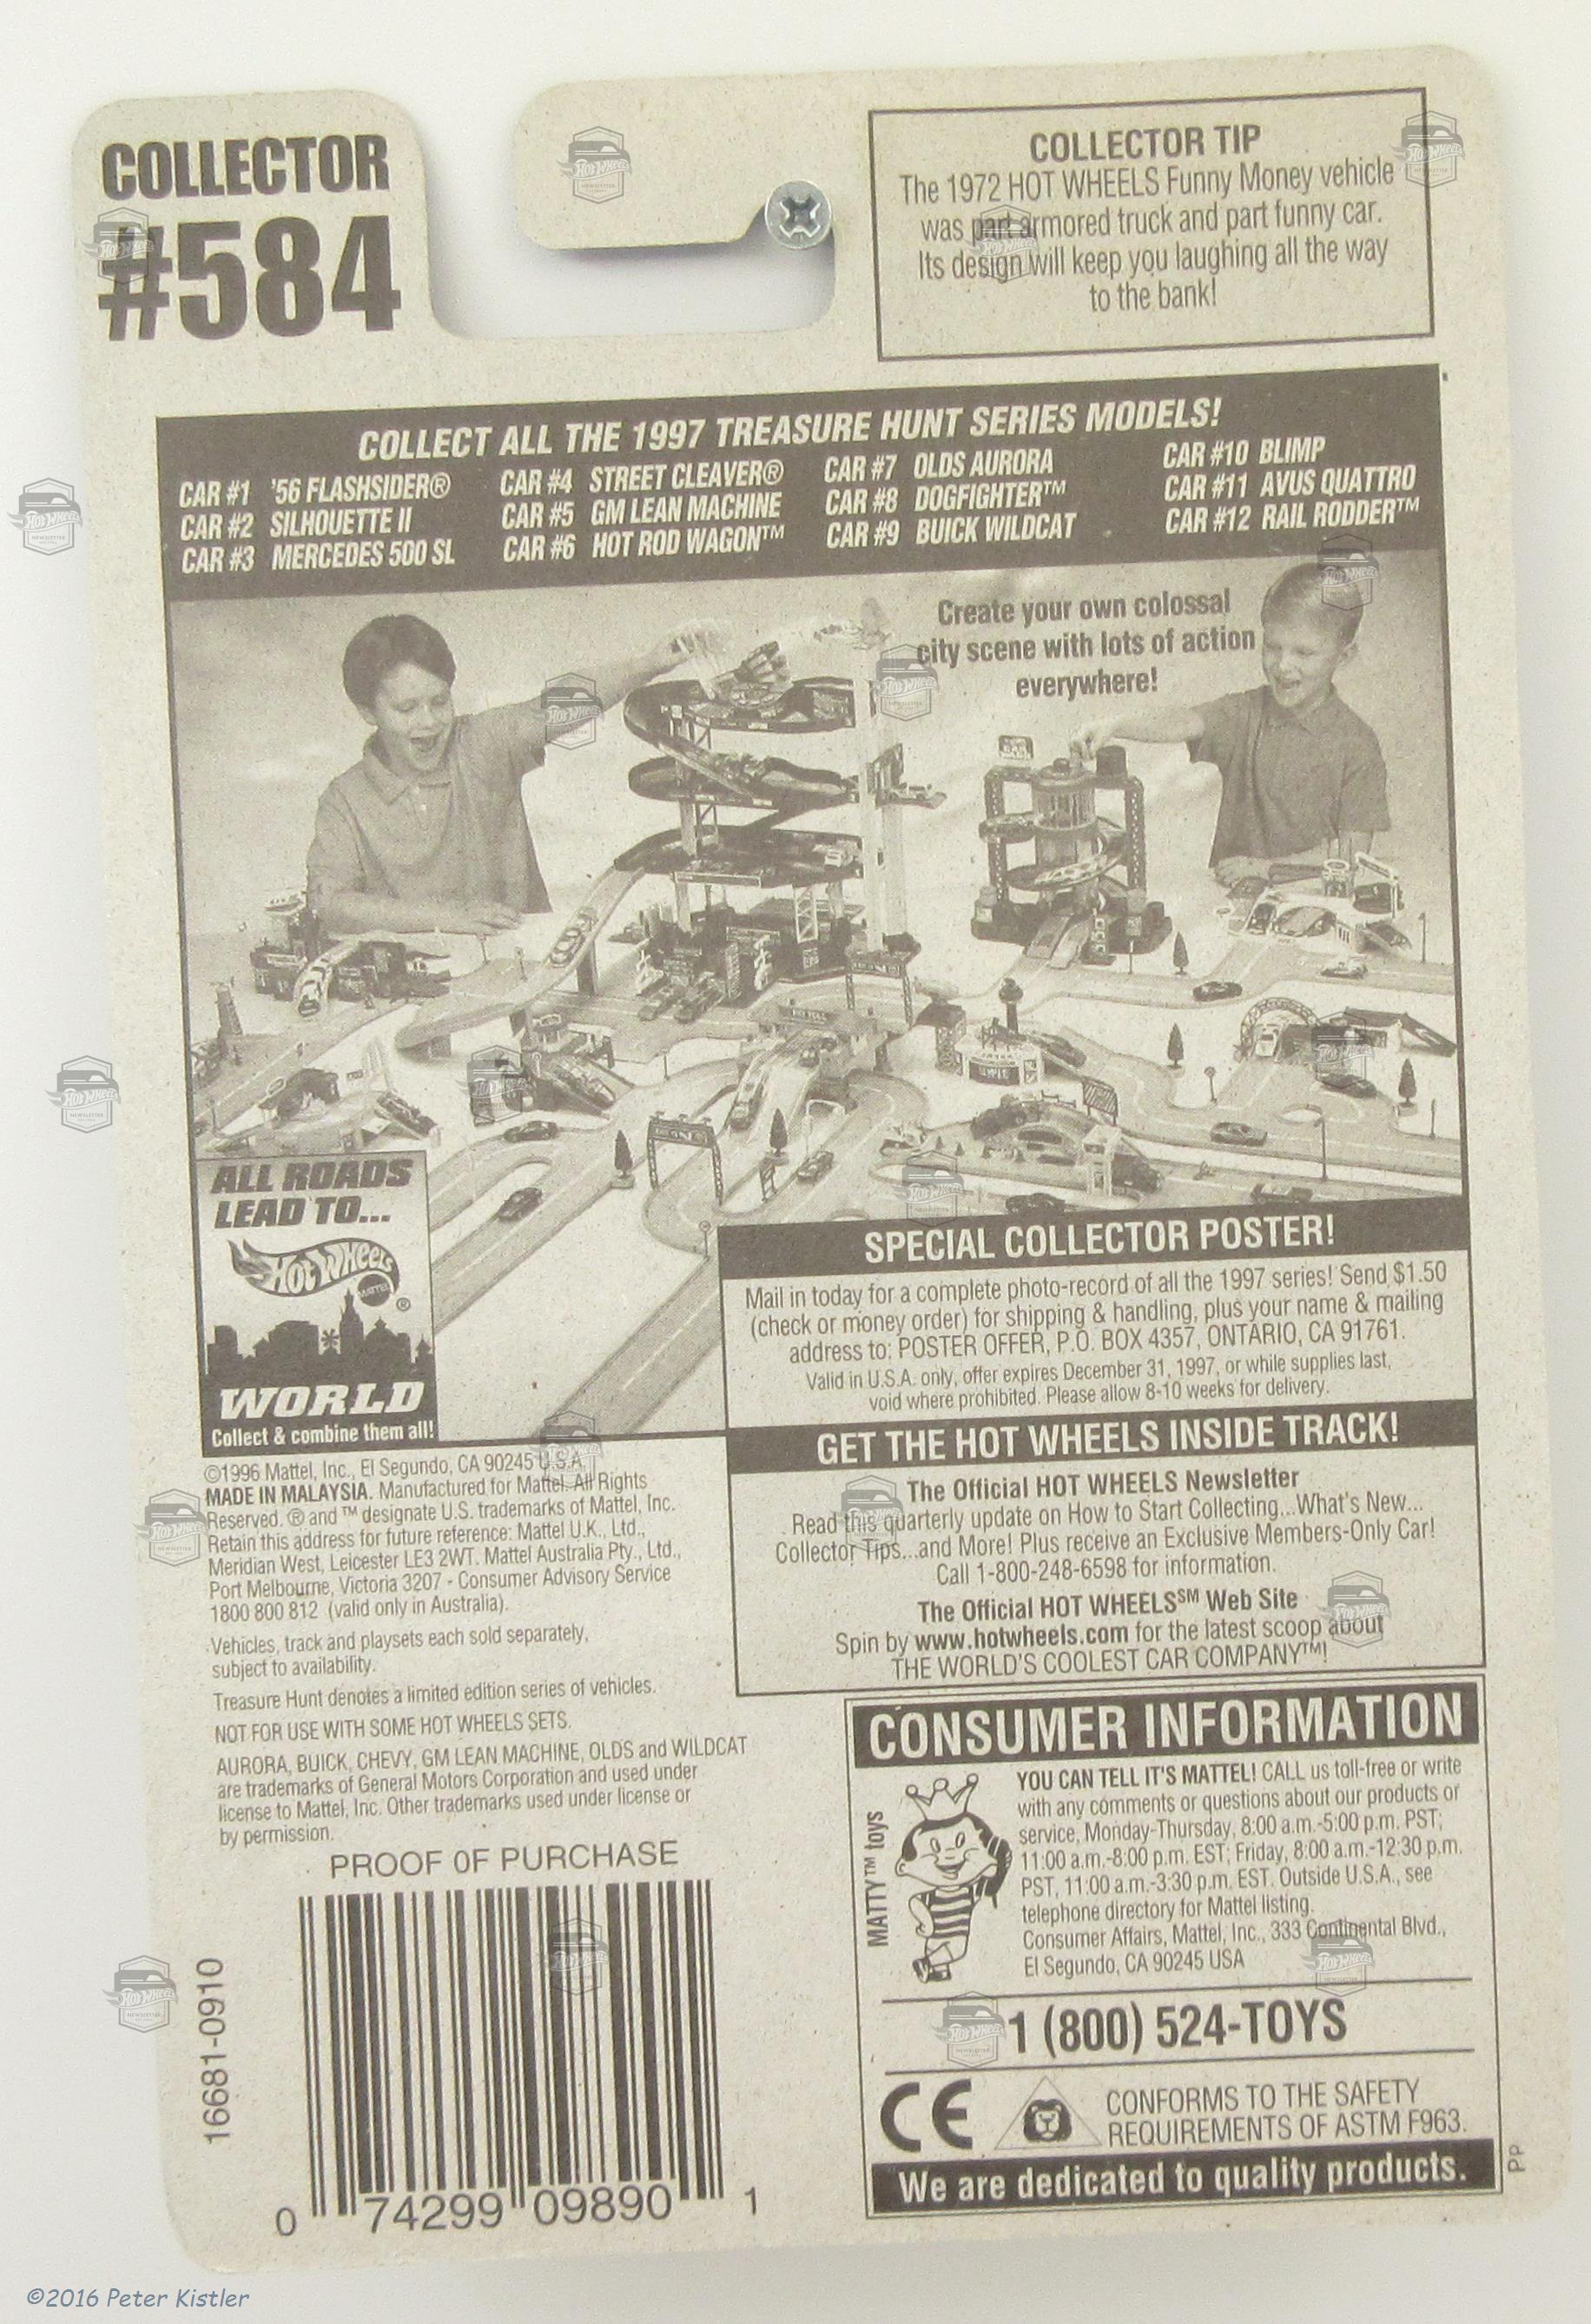 COLLECTOR
#584
COLLECTOR TIP
The 1972 HOT WHEELS Funny Money vehicle
was part armored truck and part funny car.
Its design will keep you laughing all the way
to the bank!
COLLECT ALL THE 1997 TREASURE HUNT SERIES MODELS!
CAR #1 '56 FLASHSIDER®
CAR #2 SILHOUETTE II
CAR #3 MERCEDES 500 SL
CAR #4 STREET CLEAVER®
CAR #5 GM LEAN MACHINE
CAR #6 HOT ROD WAGON™
CAR #7 OLDS AURORA
CAR #8 DOGFIGHTER™
CAR #9 BUICK WILDCAT
CAR #10 BLIMP
CAR #11 AVUS QUATTRO
CAR #12 RAIL RODDER™
Create your own colossal
city scene with lots of action
everywhere!
ALL ROADS
LEAD TO...
HOT WHEELS
MATTEL
®
WORLD
Collect & combine them all!
SPECIAL COLLECTOR POSTER!
Mail in today for a complete photo-record of all the 1997 series! Send $1.50
(check or money order) for shipping & handling, plus your name & mailing
address to: POSTER OFFER, P.O. BOX 4357, ONTARIO, CA 91761.
Valid in U.S.A. only, offer expires December 31, 1997, or while supplies last,
void where prohibited. Please allow 8-10 weeks for delivery.
GET THE HOT WHEELS INSIDE TRACK!
The Official HOT WHEELS Newsletter
Read this quarterly update on How to Start Collecting...What's New...
Collector Tips...and More! Plus receive an Exclusive Members-Only Car!
Call 1-800-248-6598 for information.
The Official HOT WHEELS℠ Web Site
Spin by www.hotwheels.com for the latest scoop about
THE WORLD'S COOLEST CAR COMPANY™!
©1996 Mattel, Inc., El Segundo, CA 90245 U.S.A.
MADE IN MALAYSIA. Manufactured for Mattel. All Rights
Reserved. ® and ™ designate U.S. trademarks of Mattel, Inc.
Retain this address for future reference: Mattel U.K., Ltd.,
Meridian West, Leicester LE3 2WT. Mattel Australia Pty., Ltd.,
Port Melbourne, Victoria 3207 - Consumer Advisory Service
1800 800 812 (valid only in Australia).
Vehicles, track and playsets each sold separately,
subject to availability.
Treasure Hunt denotes a limited edition series of vehicles.
NOT FOR USE WITH SOME HOT WHEELS SETS.
AURORA, BUICK, CHEVY, GM LEAN MACHINE, OLDS and WILDCAT
are trademarks of General Motors Corporation and used under
license to Mattel, Inc. Other trademarks used under license or
by permission.
PROOF OF PURCHASE
16681-0910
0 74299 09890 1
CONSUMER INFORMATION
MATTY™ toys
YOU CAN TELL IT'S MATTEL! CALL us toll-free or write
with any comments or questions about our products or
service, Monday-Thursday, 8:00 a.m.-5:00 p.m. PST;
11:00 a.m.-8:00 p.m. EST; Friday, 8:00 a.m.-12:30 p.m.
PST, 11:00 a.m.-3:30 p.m. EST. Outside U.S.A., see
telephone directory for Mattel listing.
Consumer Affairs, Mattel, Inc., 333 Continental Blvd.,
El Segundo, CA 90245 USA
1 (800) 524-TOYS
CE
CONFORMS TO THE SAFETY
REQUIREMENTS OF ASTM F963.
We are dedicated to quality products.
PP
©2016 Peter Kistler